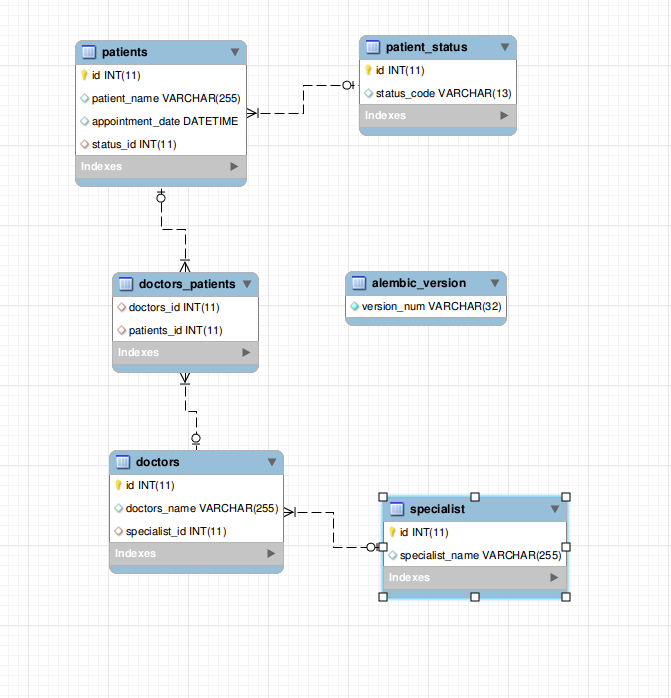 patients
id INT(11)
patient_name VARCHAR(255)
appointment_date DATETIME
status_id INT(11)
Indexes
patient_status
id INT(11)
status_code VARCHAR(13)
Indexes
doctors_patients
doctors_id INT(11)
patients_id INT(11)
Indexes
alembic_version
version_num VARCHAR(32)
doctors
id INT(11)
doctors_name VARCHAR(255)
specialist_id INT(11)
Indexes
specialist
id INT(11)
specialist_name VARCHAR(255)
Indexes